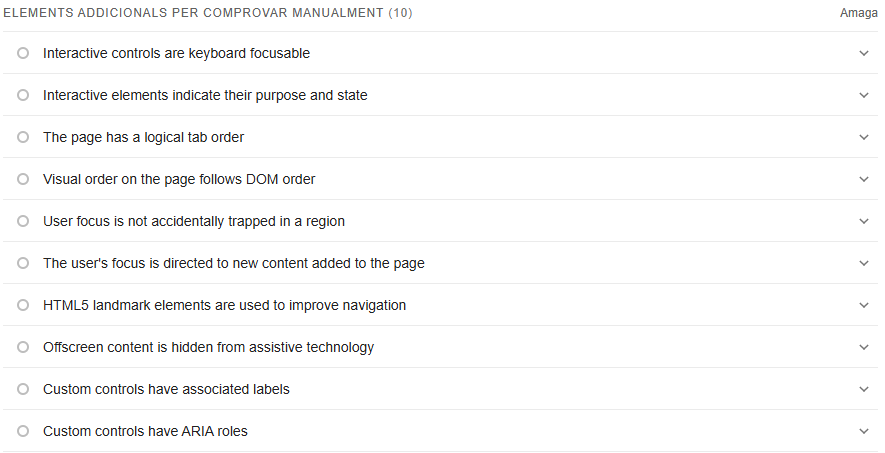 ELEMENTS ADDICIONALS PER COMPROVAR MANUALMENT (10) Amaga
Interactive controls are keyboard focusable
Interactive elements indicate their purpose and state
The page has a logical tab order
Visual order on the page follows DOM order
User focus is not accidentally trapped in a region
The user's focus is directed to new content added to the page
HTML5 landmark elements are used to improve navigation
Offscreen content is hidden from assistive technology
Custom controls have associated labels
Custom controls have ARIA roles